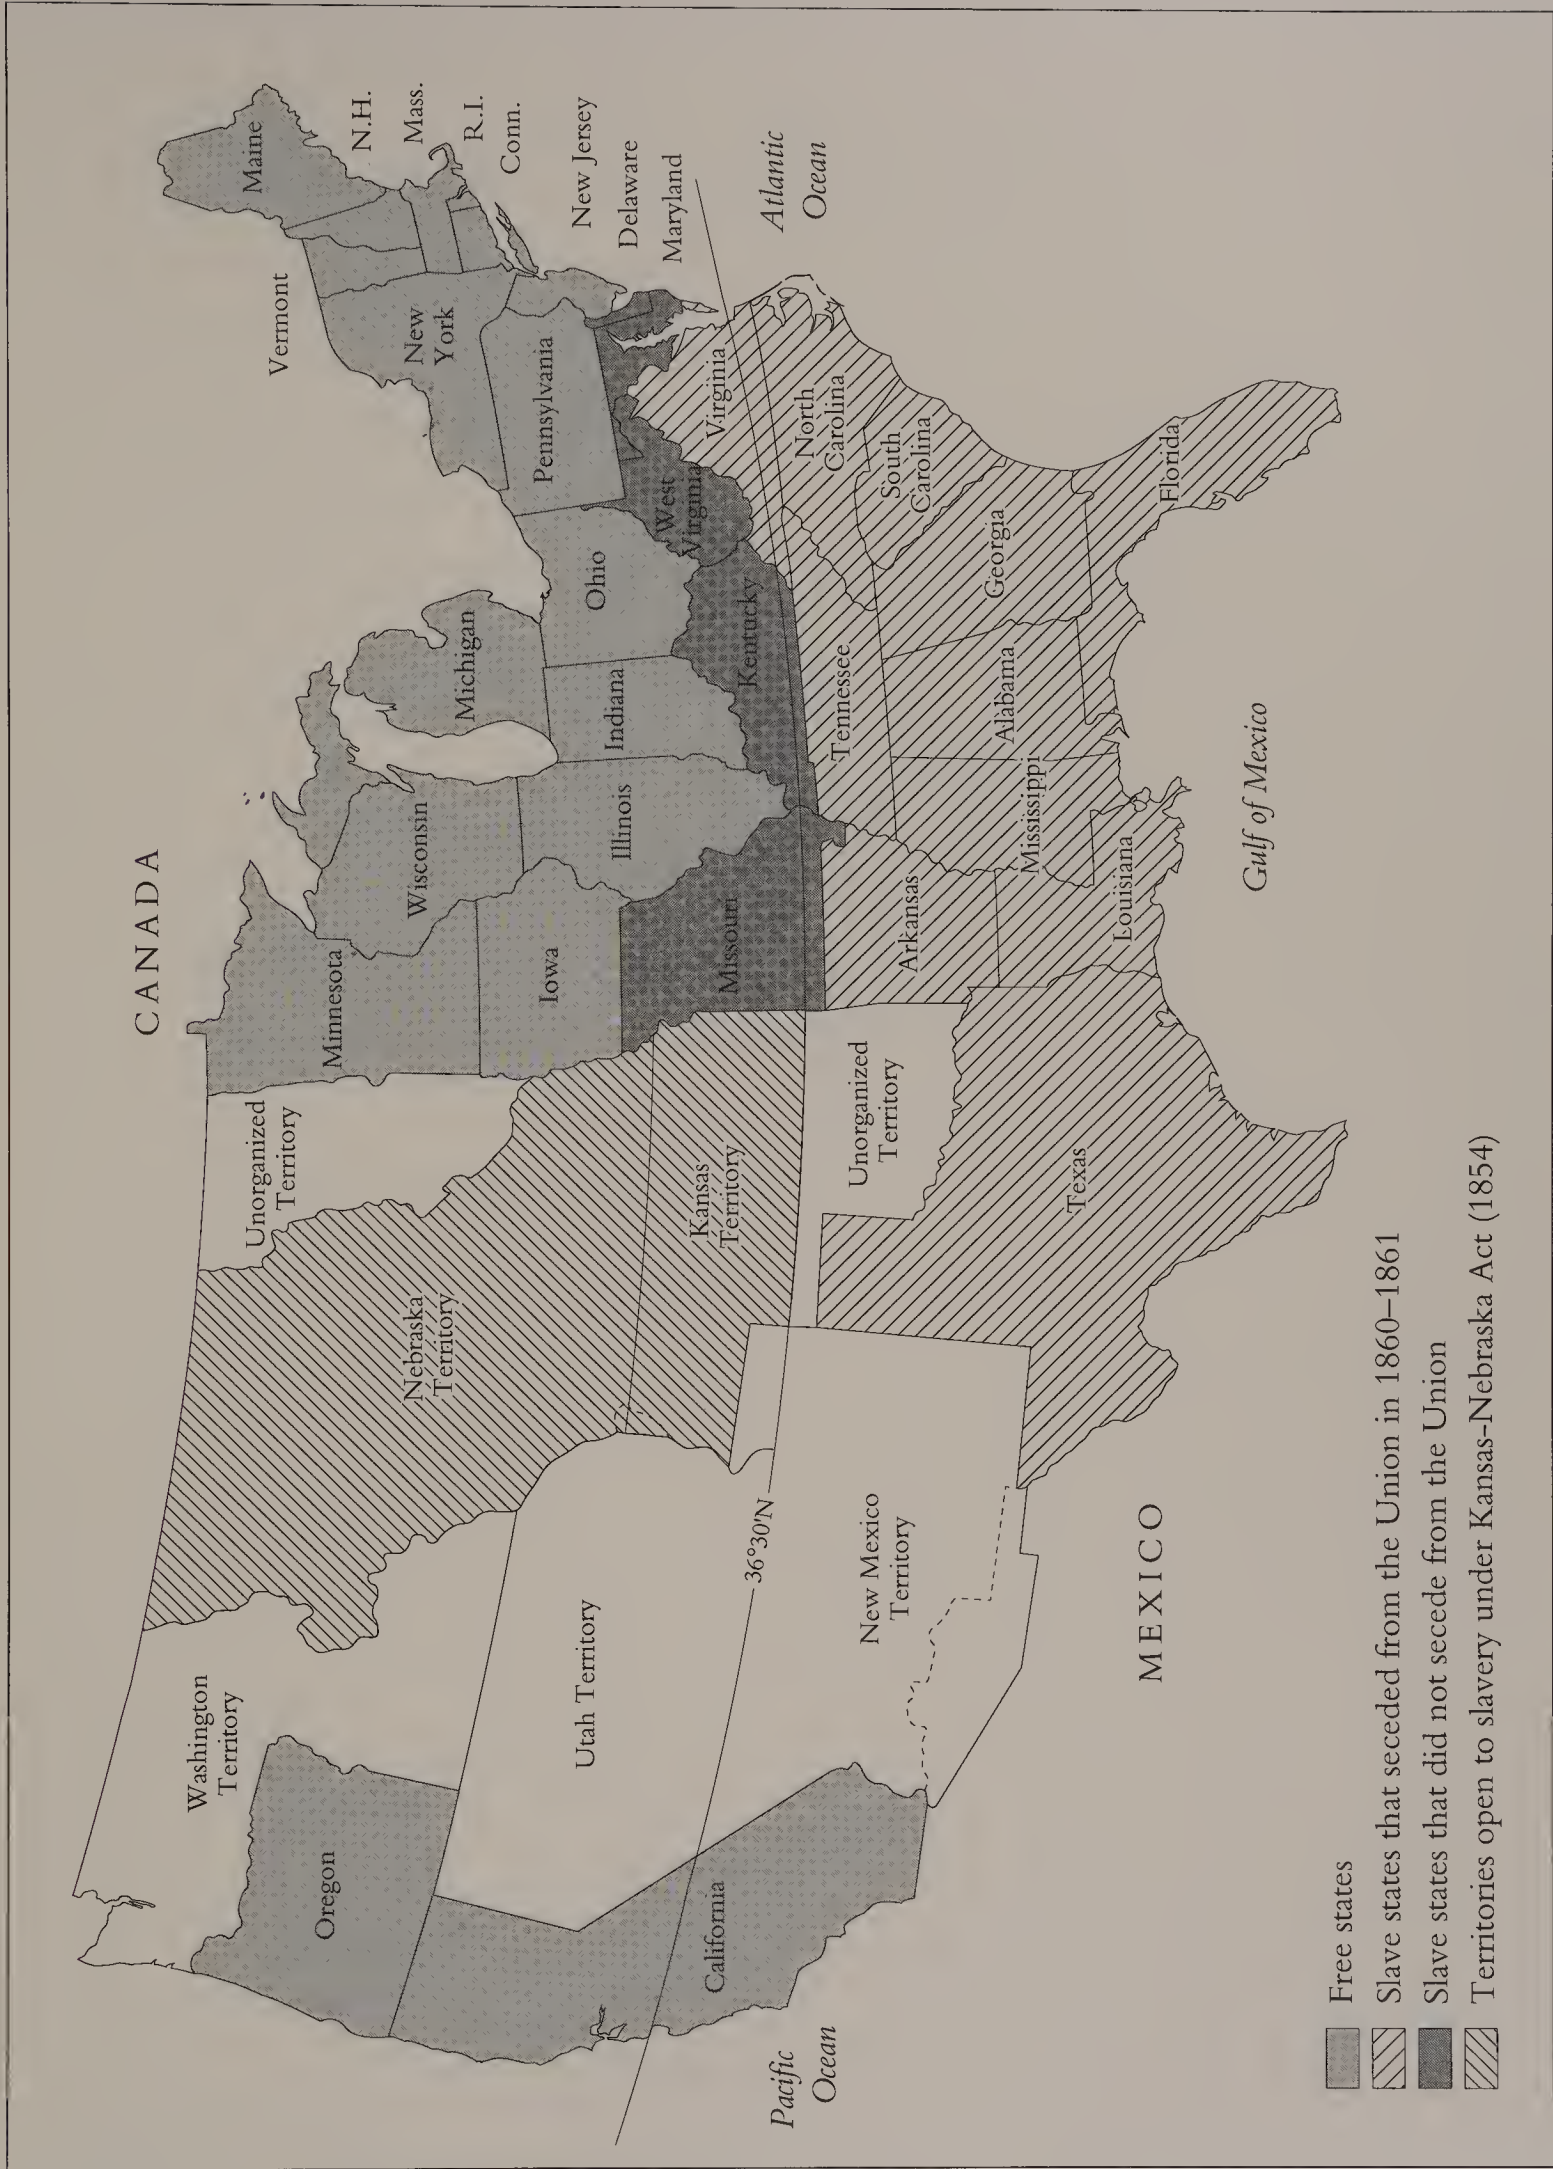 CANADA
Washington
Territory
Oregon
California
Pacific
Ocean
Utah Territory
36°30'N
New Mexico
Territory
MEXICO
Nebraska
Territory
Kansas
Territory
Unorganized
Territory
Unorganized
Territory
Texas
Minnesota
Iowa
Missouri
Arkansas
Louisiana
Wisconsin
Illinois
Mississippi
Michigan
Indiana
Ohio
Kentucky
Tennessee
Alabama
Georgia
Florida
Gulf of Mexico
West
Virginia
Virginia
North
Carolina
South
Carolina
Pennsylvania
New
York
Vermont
Maine
N.H.
Mass.
R.I.
Conn.
New Jersey
Delaware
Maryland
Atlantic
Ocean
Free states
Slave states that seceded from the Union in 1860–1861
Slave states that did not secede from the Union
Territories open to slavery under Kansas–Nebraska Act (1854)